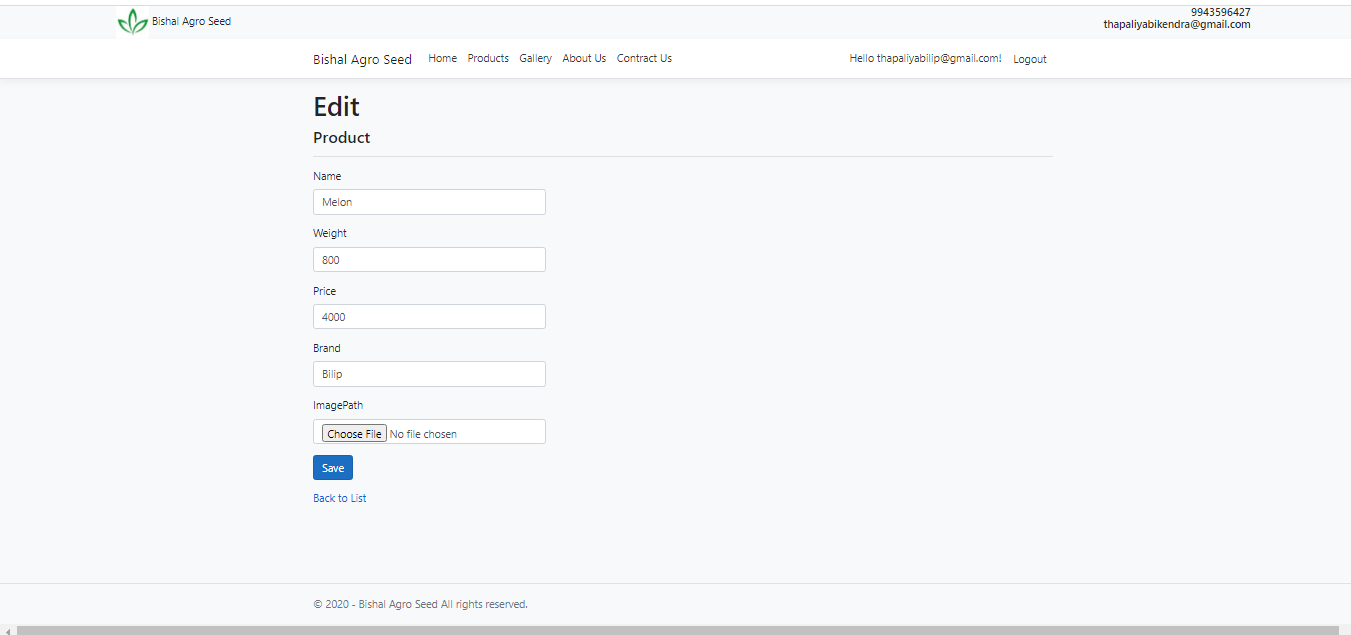 Bishal Agro Seed
9943596427
thapaliyabikendra@gmail.com
Bishal Agro Seed Home Products Gallery About Us Contract Us Hello thapaliyabilip@gmail.com! Logout
Edit
Product
Name
Melon
Weight
800
Price
4000
Brand
Bilip
ImagePath
Choose File No file chosen
Save
Back to List
© 2020 - Bishal Agro Seed All rights reserved.